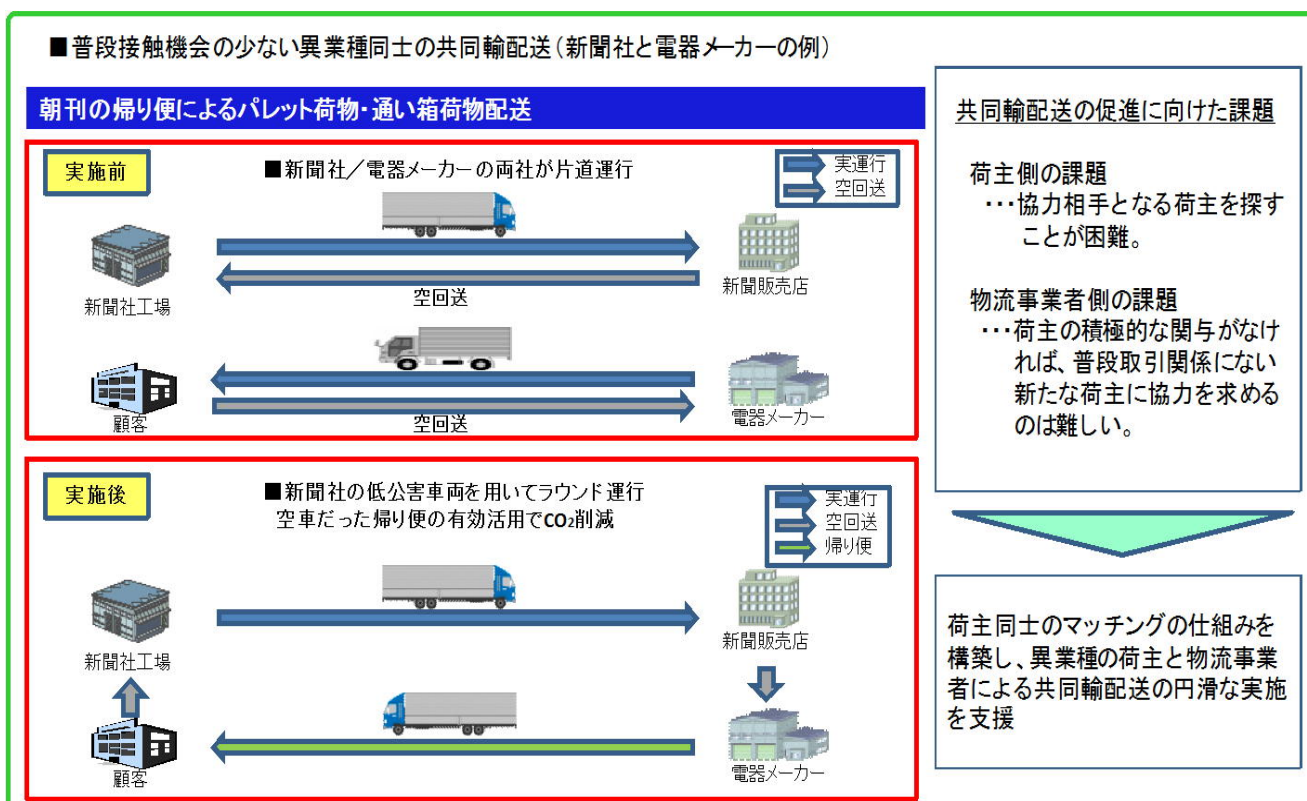 ■普段接触機会の少ない異業種同士の共同輸配送(新聞社と電器メーカーの例)
朝刊の帰り便によるパレット荷物・通い箱荷物配送
実施前
■新聞社/電器メーカーの両社が片道運行
実運行
空回送
新聞社工場
空回送
新聞販売店
顧客
空回送
電器メーカー
実施後
■新聞社の低公害車両を用いてラウンド運行
空車だった帰り便の有効活用でCO₂削減
実運行
空回送
帰り便
新聞社工場
新聞販売店
顧客
電器メーカー
共同輸配送の促進に向けた課題
荷主側の課題
・・・協力相手となる荷主を探す
ことが困難。
物流事業者側の課題
・・・荷主の積極的な関与がなけ
れば、普段取引関係にない
新たな荷主に協力を求める
のは難しい。
荷主同士のマッチングの仕組みを
構築し、異業種の荷主と物流事業
者による共同輸配送の円滑な実施
を支援